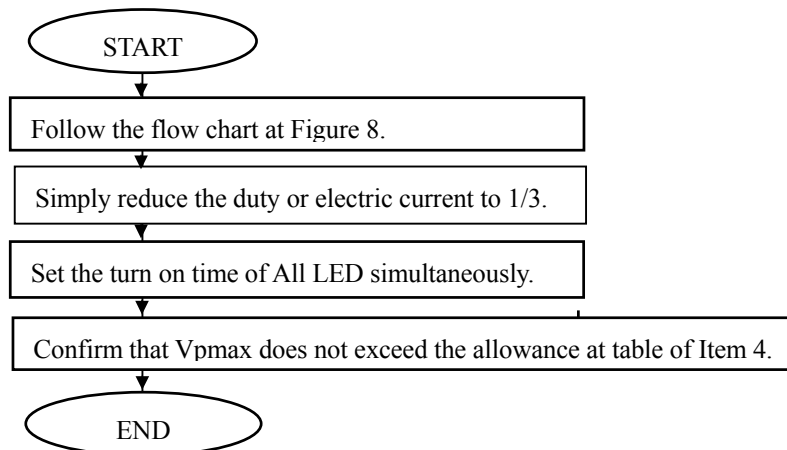 START
Follow the flow chart at Figure 8.
Simply reduce the duty or electric current to 1/3.
Set the turn on time of All LED simultaneously.
Confirm that Vpmax does not exceed the allowance at table of Item 4.
END